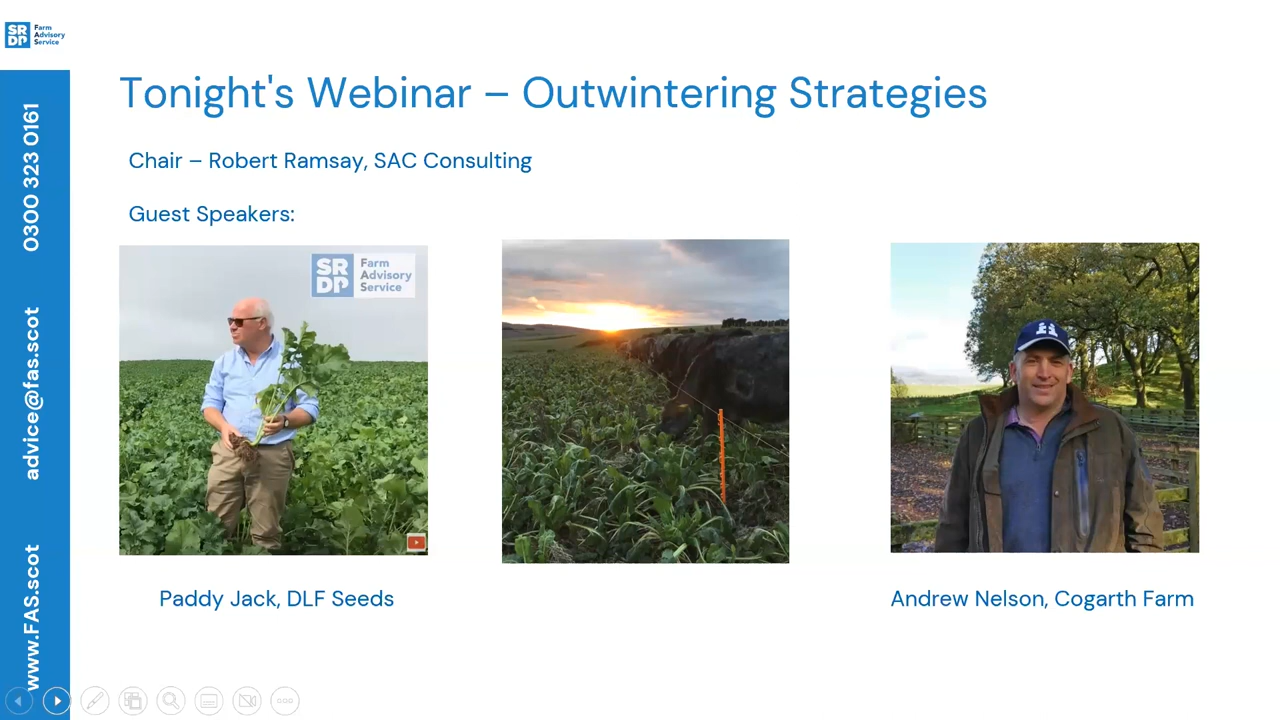 SR Farm
DP Advisory
Service
Tonight's Webinar – Outwintering Strategies
Chair – Robert Ramsay, SAC Consulting
Guest Speakers:
SR Farm
DP Advisory
Service
Paddy Jack, DLF Seeds
Andrew Nelson, Cogarth Farm
0300 323 0161
advice@fas.scot
www.FAS.scot